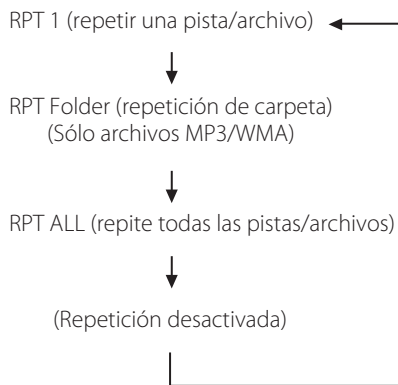 RPT 1 (repetir una pista/archivo)
RPT Folder (repetición de carpeta)
(Sólo archivos MP3/WMA)
RPT ALL (repite todas las pistas/archivos)
(Repetición desactivada)